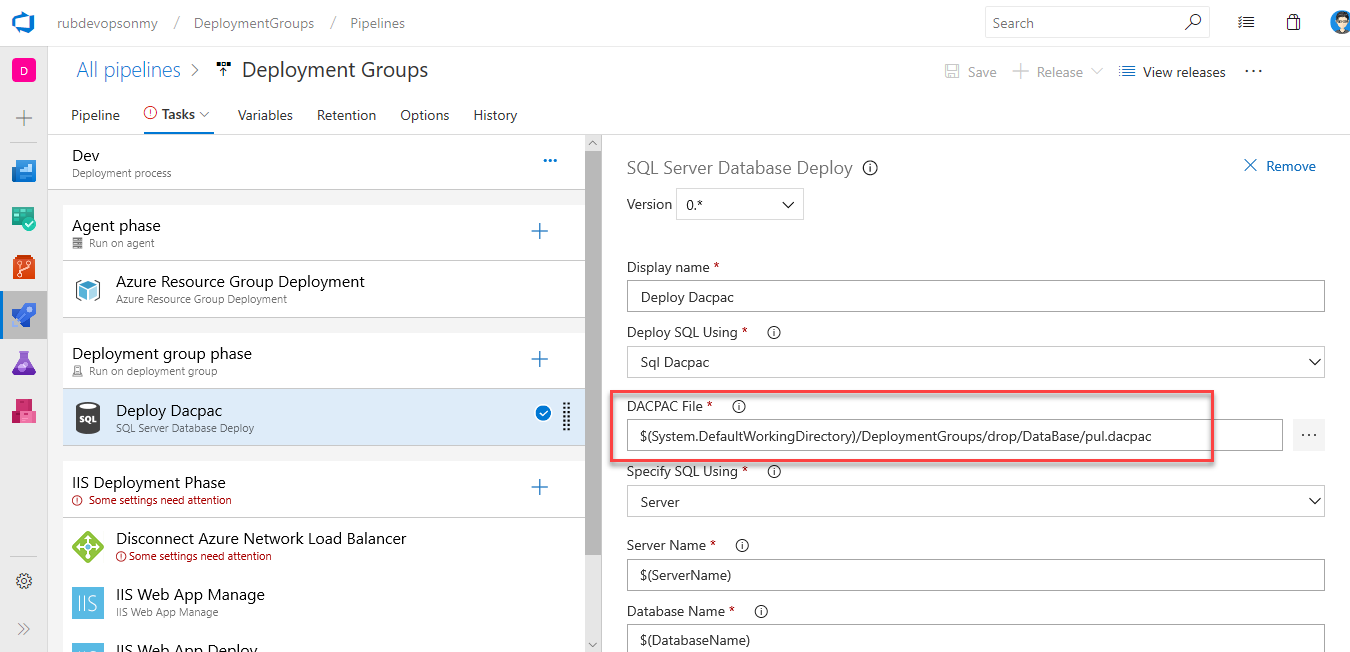 rubdevopsonmy / DeploymentGroups / Pipelines
Search
D
All pipelines > Deployment Groups
Save
Release
View releases
Pipeline
Tasks
Variables
Retention
Options
History
Dev
Deployment process
Agent phase
Run on agent
Azure Resource Group Deployment
Azure Resource Group Deployment
Deployment group phase
Run on deployment group
SQL
Deploy Dacpac
SQL Server Database Deploy
IIS Deployment Phase
Some settings need attention
Disconnect Azure Network Load Balancer
Some settings need attention
IIS
IIS Web App Manage
IIS Web App Manage
IIS Web App Deploy
SQL Server Database Deploy
Remove
Version 0.*
Display name *
Deploy Dacpac
Deploy SQL Using *
Sql Dacpac
DACPAC File *
$(System.DefaultWorkingDirectory)/DeploymentGroups/drop/DataBase/pul.dacpac
Specify SQL Using *
Server
Server Name *
$(ServerName)
Database Name *
$(DatabaseName)